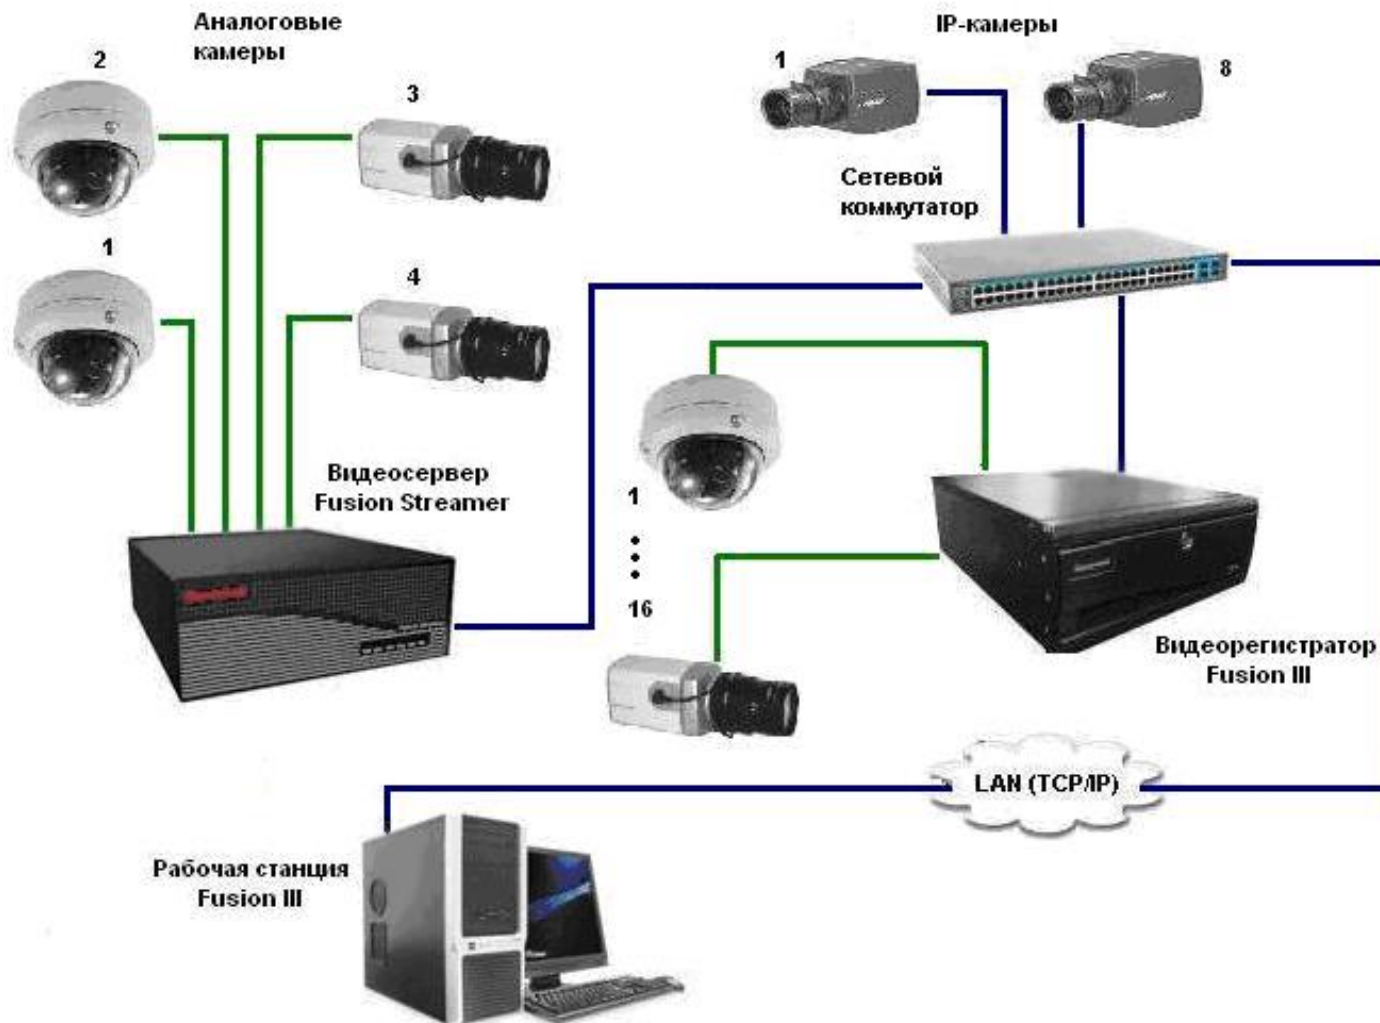 Аналоговые
камеры
IP-камеры
2
3
1
8
1
4
Сетевой
коммутатор
Видеосервер
Fusion Streamer
1
16
Видеорегистратор
Fusion III
LAN (TCP/IP)
Рабочая станция
Fusion III